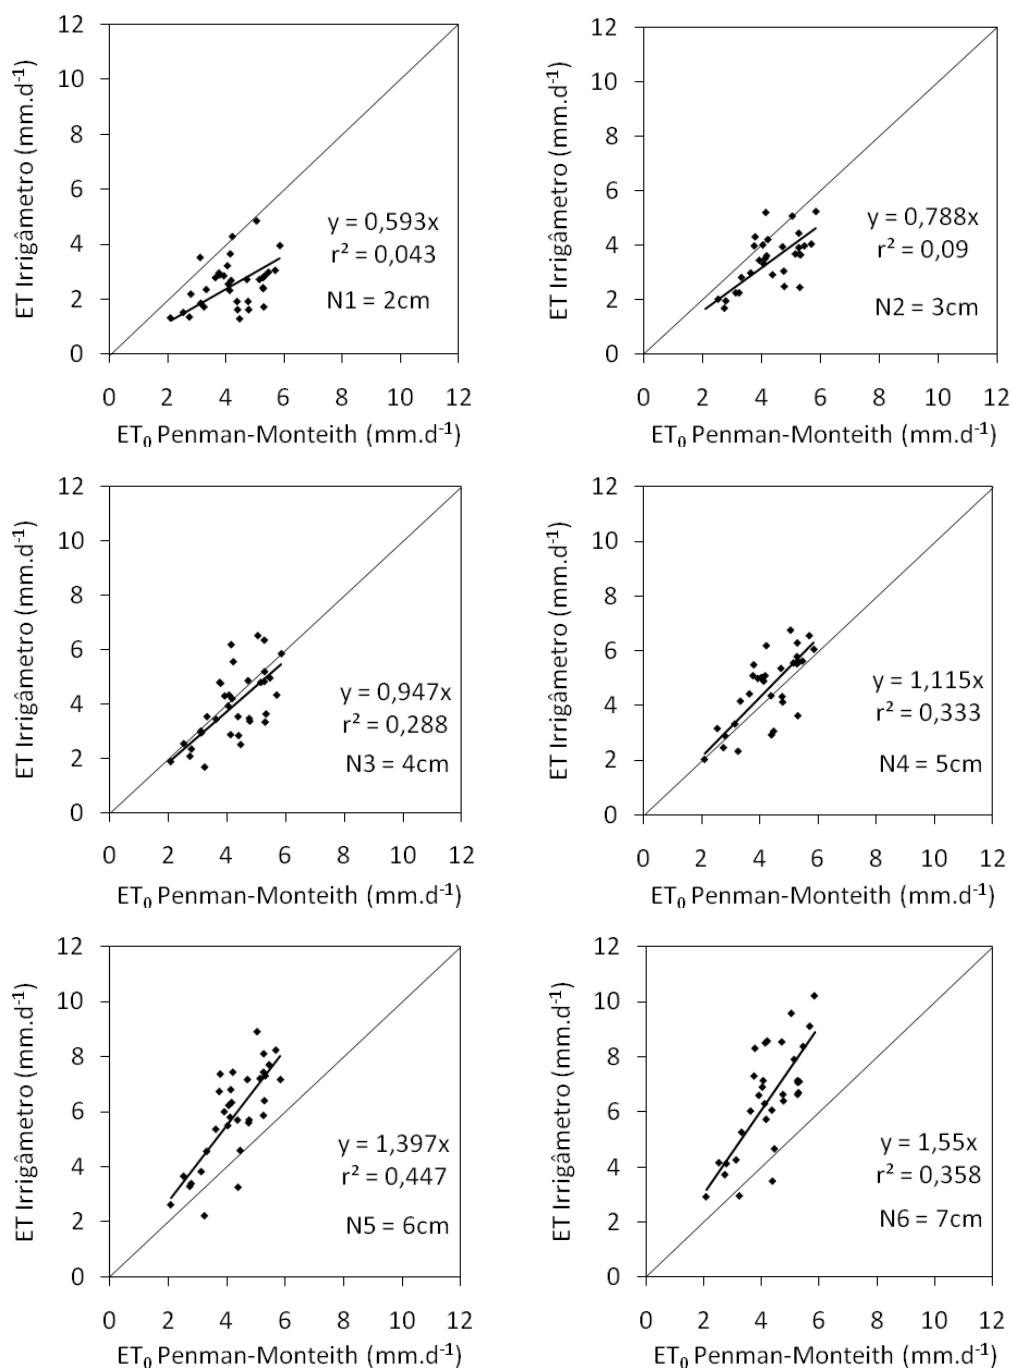 12
10
8
6
4
2
0
ET Irrigâmetro (mm.d⁻¹)
y = 0,593x
r² = 0,043
N1 = 2cm
0 2 4 6 8 10 12
ET₀ Penman-Monteith (mm.d⁻¹)
12
10
8
6
4
2
0
ET Irrigâmetro (mm.d⁻¹)
y = 0,788x
r² = 0,09
N2 = 3cm
0 2 4 6 8 10 12
ET₀ Penman-Monteith (mm.d⁻¹)
12
10
8
6
4
2
0
ET Irrigâmetro (mm.d⁻¹)
y = 0,947x
r² = 0,288
N3 = 4cm
0 2 4 6 8 10 12
ET₀ Penman-Monteith (mm.d⁻¹)
12
10
8
6
4
2
0
ET Irrigâmetro (mm.d⁻¹)
y = 1,115x
r² = 0,333
N4 = 5cm
0 2 4 6 8 10 12
ET₀ Penman-Monteith (mm.d⁻¹)
12
10
8
6
4
2
0
ET Irrigâmetro (mm.d⁻¹)
y = 1,397x
r² = 0,447
N5 = 6cm
0 2 4 6 8 10 12
ET₀ Penman-Monteith (mm.d⁻¹)
12
10
8
6
4
2
0
ET Irrigâmetro (mm.d⁻¹)
y = 1,55x
r² = 0,358
N6 = 7cm
0 2 4 6 8 10 12
ET₀ Penman-Monteith (mm.d⁻¹)